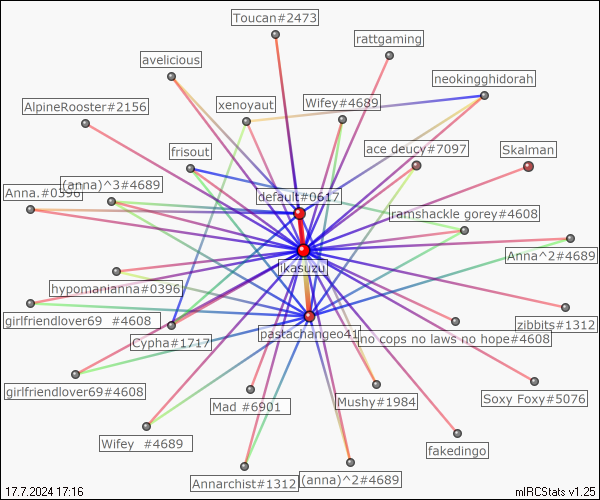 Toucan#2473
rattgaming
avelicious
neokingghidorah
AlpineRooster#2156
xenoyaut
Wifey#4689
frisout
ace deucy#7097
Skalman
Anna.#0396
(anna)^3#4689
default#0617
ramshackle gorey#4608
Anna^2#4689
ikasuzu
hypomanianna#0396
girlfriendlover69 #4608
zibbits#1312
Cypha#1717
pastachangeo41
no cops no laws no hope#4608
girlfriendlover69#4608
Soxy Foxy#5076
Mad #6901
Mushy#1984
Wifey  #4689
fakedingo
Annarchist#1312
(anna)^2#4689
17.7.2024 17:16
mIRCStats v1.25